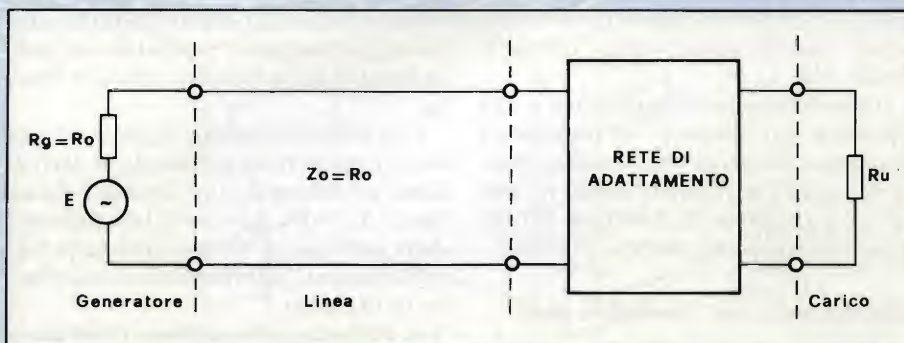 Rg=Ro
E
~
Zo=Ro
RETE DI
ADATTAMENTO
Ru
Generatore
Linea
Carico